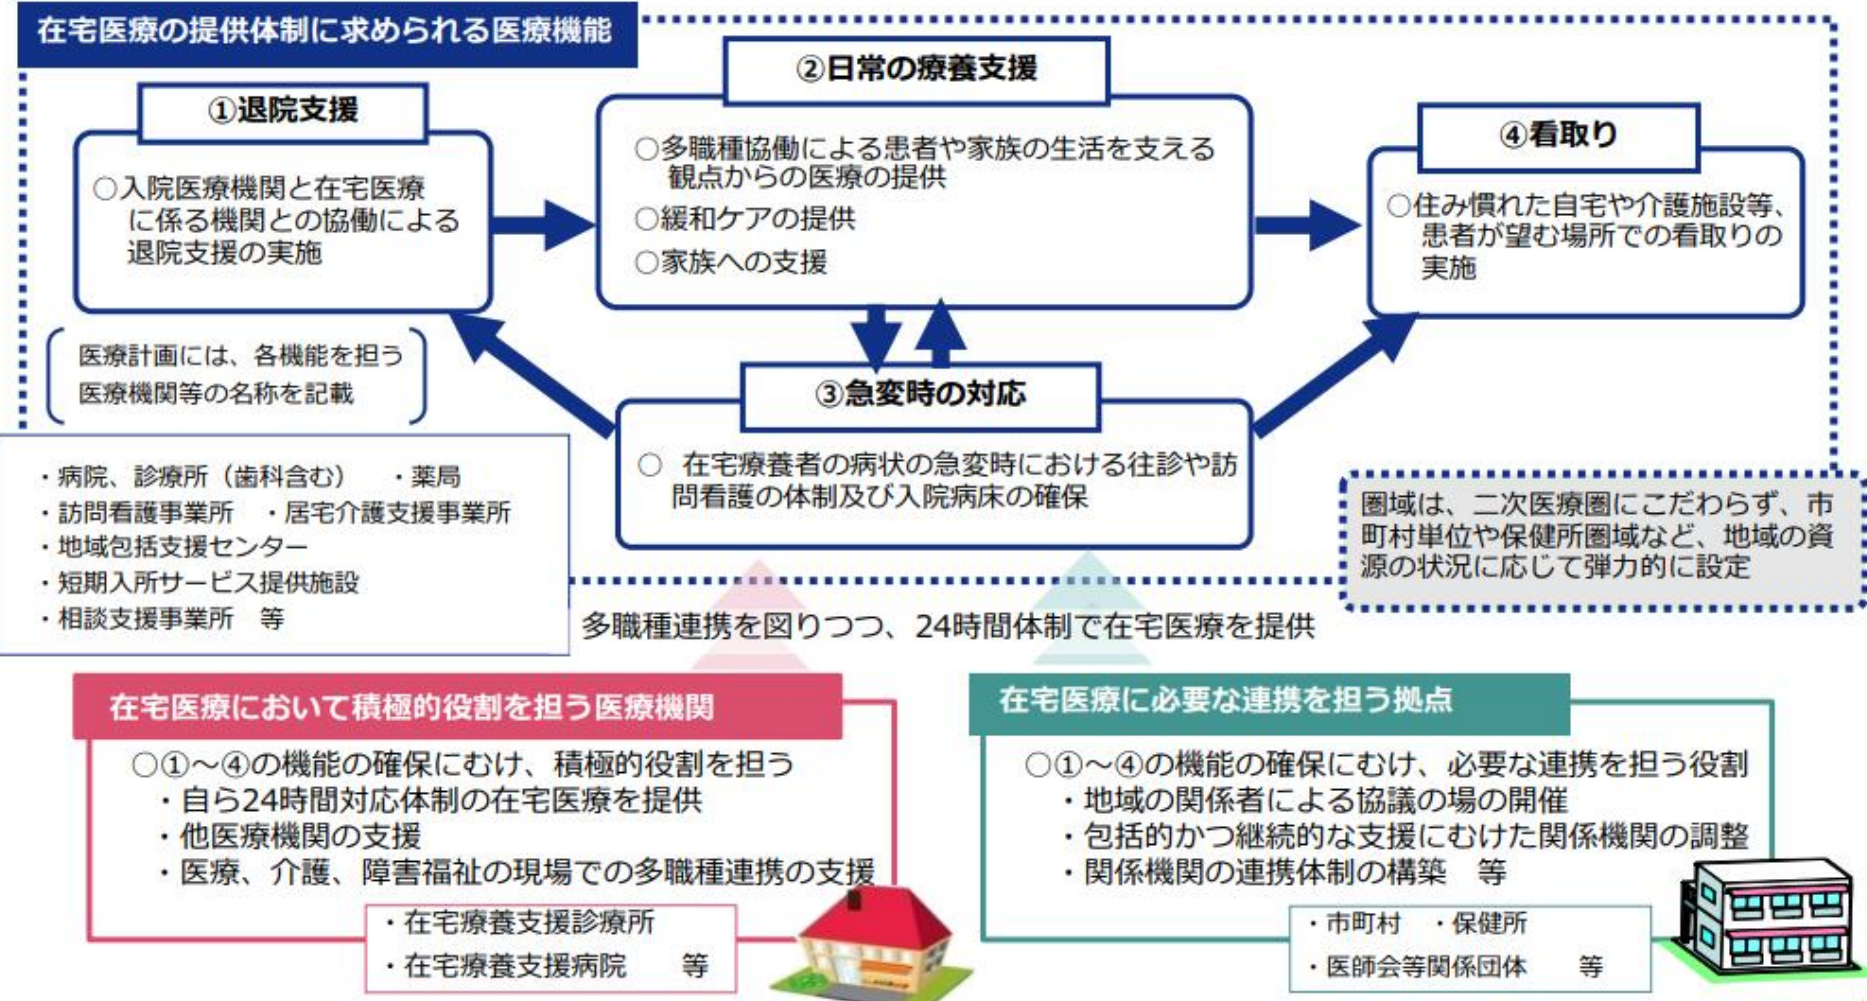 在宅医療の提供体制に求められる医療機能
①退院支援
○入院医療機関と在宅医療
に係る機関との協働による
退院支援の実施
②日常の療養支援
○多職種協働による患者や家族の生活を支える
観点からの医療の提供
○緩和ケアの提供
○家族への支援
④看取り
○住み慣れた自宅や介護施設等、
患者が望む場所での看取りの
実施
医療計画には、各機能を担う
医療機関等の名称を記載
③急変時の対応
○ 在宅療養者の病状の急変時における往診や訪
問看護の体制及び入院病床の確保
・病院、診療所（歯科含む） ・薬局
・訪問看護事業所 ・居宅介護支援事業所
・地域包括支援センター
・短期入所サービス提供施設
・相談支援事業所 等
圏域は、二次医療圏にこだわらず、市
町村単位や保健所圏域など、地域の資
源の状況に応じて弾力的に設定
多職種連携を図りつつ、24時間体制で在宅医療を提供
在宅医療において積極的役割を担う医療機関
○①～④の機能の確保にむけ、積極的役割を担う
・自ら24時間対応体制の在宅医療を提供
・他医療機関の支援
・医療、介護、障害福祉の現場での多職種連携の支援
・在宅療養支援診療所
・在宅療養支援病院 等
在宅医療に必要な連携を担う拠点
○①～④の機能の確保にむけ、必要な連携を担う役割
・地域の関係者による協議の場の開催
・包括的かつ継続的な支援にむけた関係機関の調整
・関係機関の連携体制の構築 等
・市町村 ・保健所
・医師会等関係団体 等